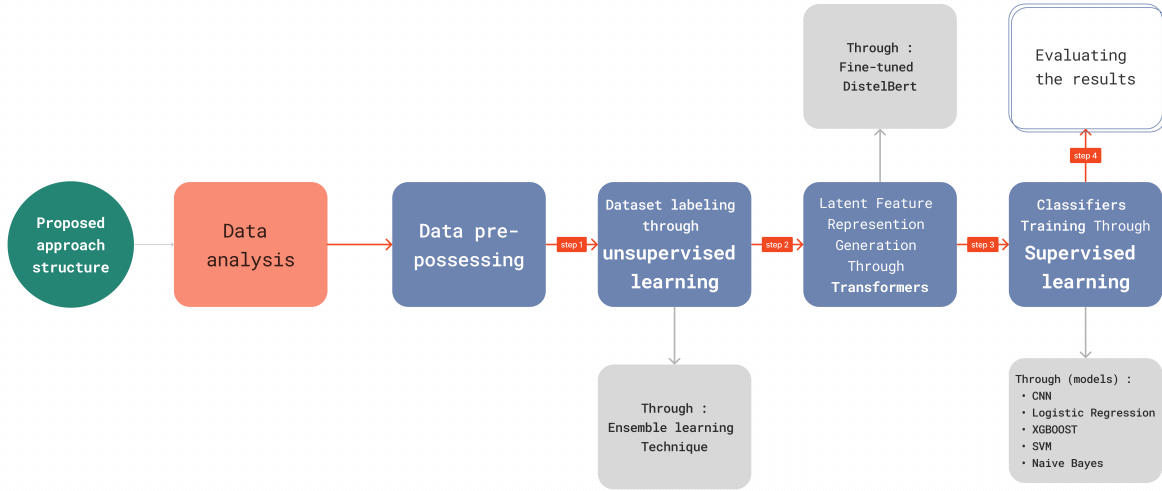 Proposed
approach
structure
Data
analysis
Data pre-
possessing
step 1
Dataset labeling
through
unsupervised
learning
Through :
Ensemble learning
Technique
step 2
Latent Feature
Represention
Generation
Through
Transformers
Through :
Fine-tuned
DistelBert
step 3
Classifiers
Training Through
Supervised
learning
Through (models) :
• CNN
• Logistic Regression
• XGBOOST
• SVM
• Naive Bayes
step 4
Evaluating
the results